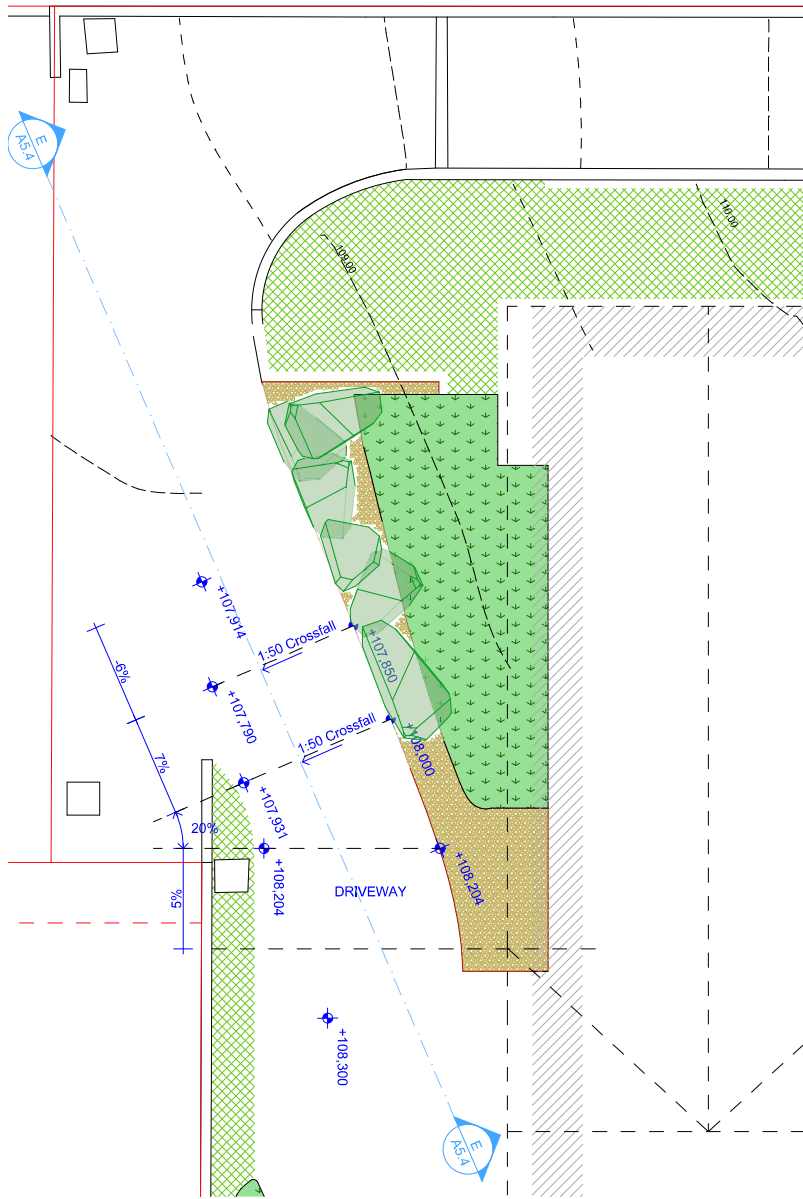 E
A5.4
110.00
109.00
+107,914
1:50 Crossfall
+107,850
-6%
+107,790
1:50 Crossfall
+108,000
7%
+107,931
20%
+108,204
+108,204
5%
DRIVEWAY
+108,300
E
A5.4